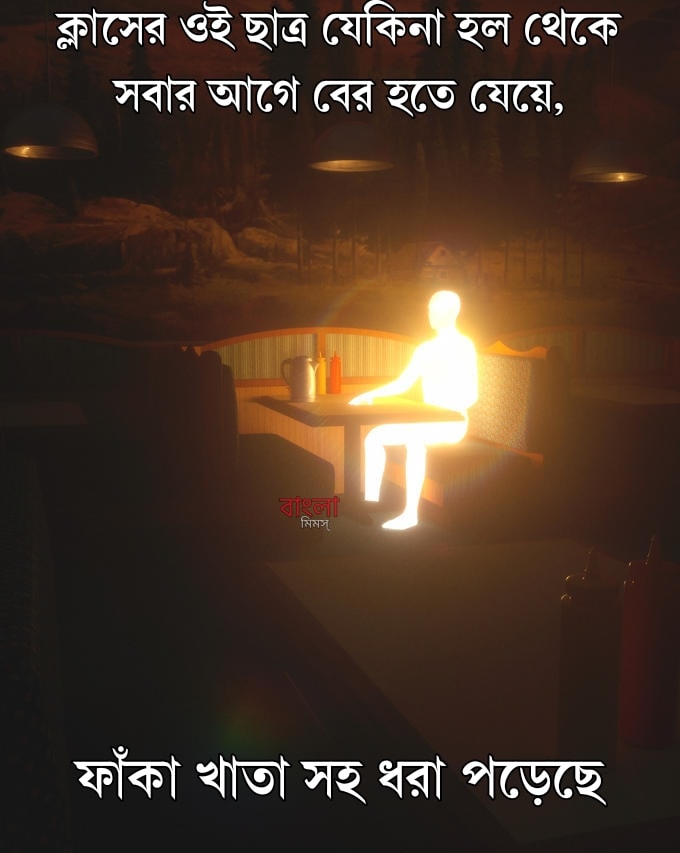 ক্লাসের ওই ছাত্র যেকিনা হল থেকে
সবার আগে বের হতে যেয়ে,
বাংলা
মিমস্
ফাঁকা খাতা সহ ধরা পড়েছে